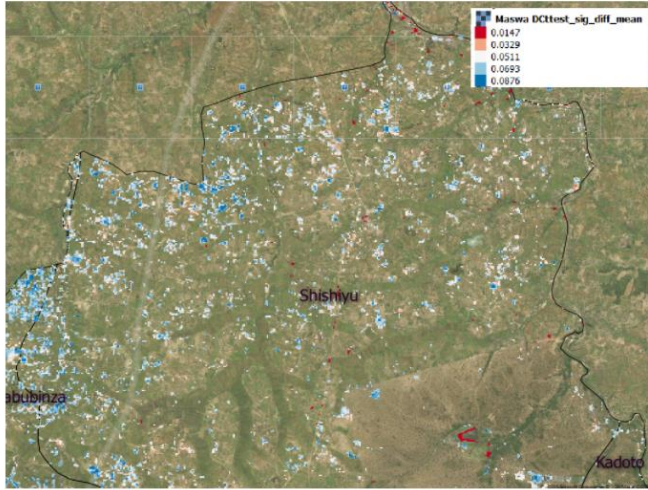 Maswa DCttest_sig_diff_mean
0.0147
0.0329
0.0511
0.0693
0.0876
Shishiyu
abubinza
Kadoto